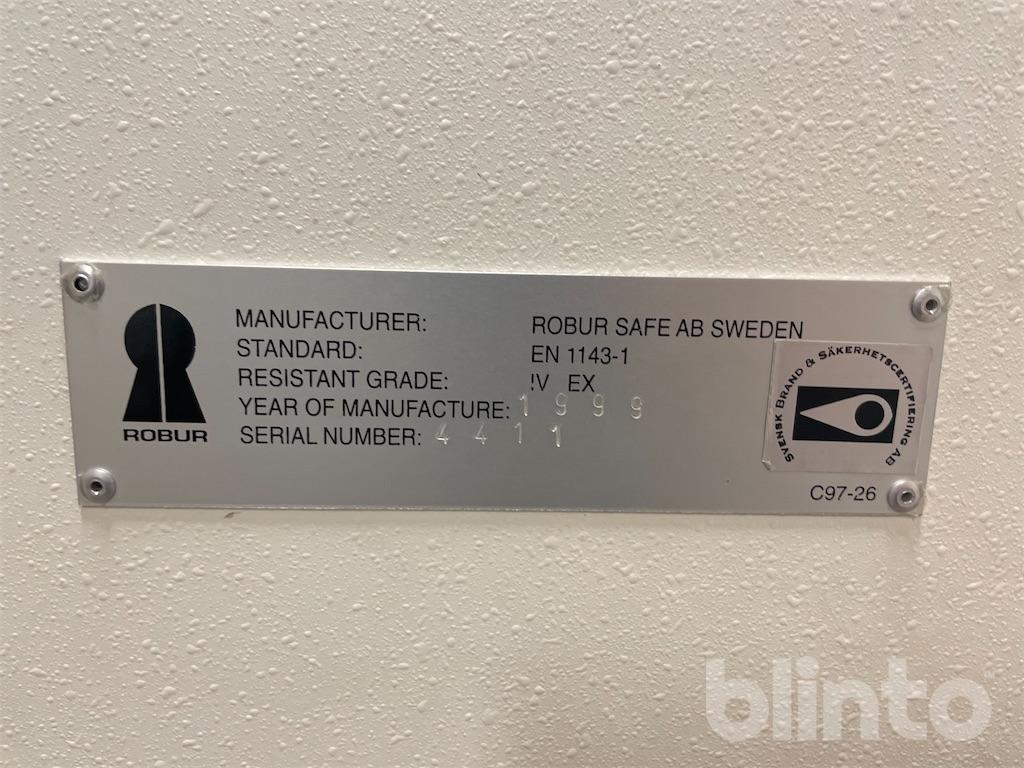 MANUFACTURER: ROBUR SAFE AB SWEDEN
STANDARD: EN 1143-1
RESISTANT GRADE: IV EX
YEAR OF MANUFACTURE: 1999
SERIAL NUMBER: 4411
ROBUR
SVENSK BRAND & SÄKERHETSCERTIFIERING AB
C97-26
blinto